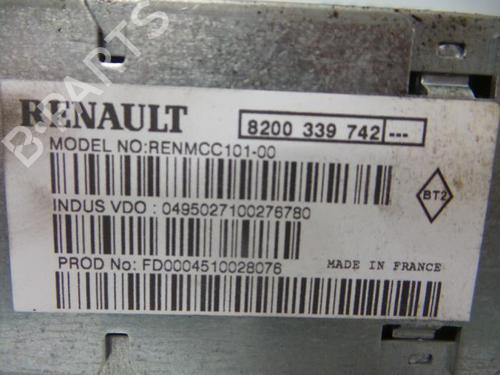 RENAULT 8200 339 742 ---
MODEL NO:RENMCC101-00
INDUS VDO : 0495027100276780
BT2
PROD No: FD0004510028076 MADE IN FRANCE
B-PARTS